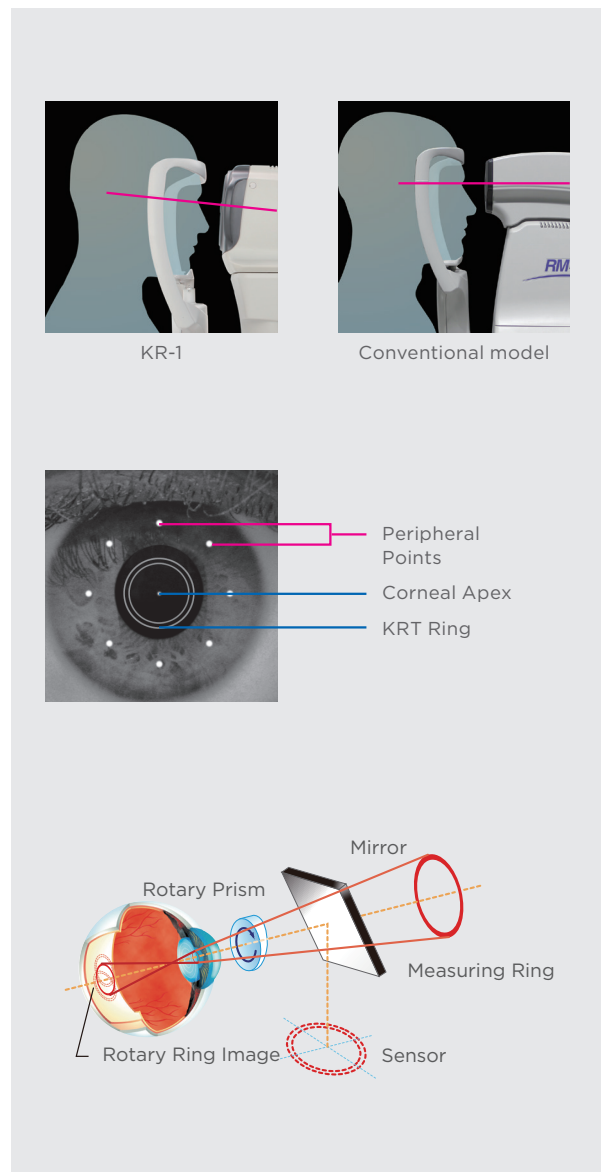 RM-
KR-1
Conventional model
Peripheral
Points
Corneal Apex
KRT Ring
Mirror
Rotary Prism
Measuring Ring
Rotary Ring Image
Sensor